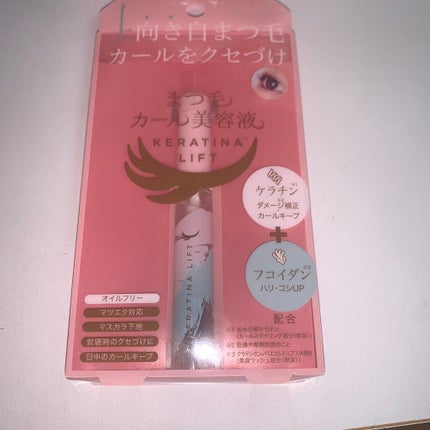 向き自まつ毛
カールをクセづけ
まつ毛
カール美容液
KERATINA
LIFT
ケラチン
ダメージ補正
カールキープ
+
フコイダン
ハリ・コシUP
配合
KERATINA LIFT
オイルフリー
マツエク対応
マスカラ下地
就寝時のクセづけに
日中のカールキープ